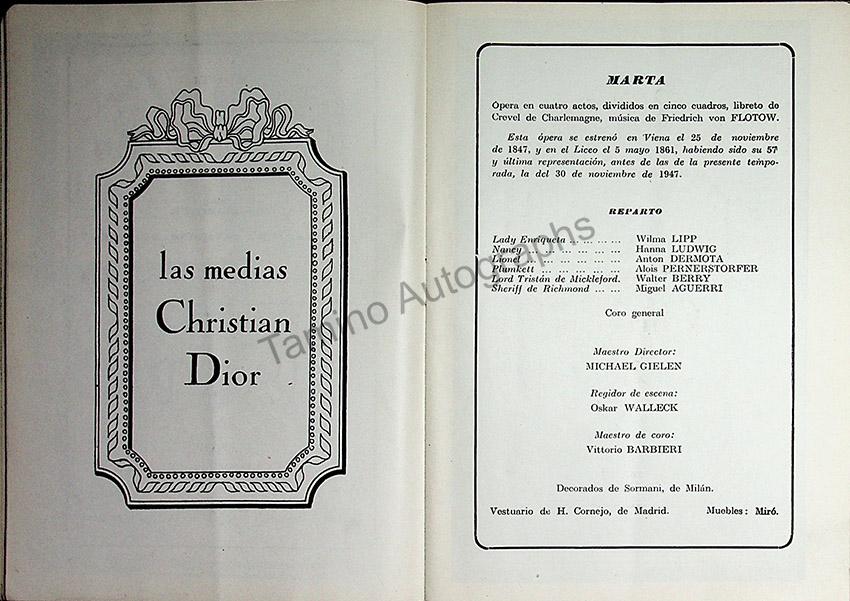 las medias
Christian
Dior
MARTA
Ópera en cuatro actos, divididos en cinco cuadros, libreto de
Crevel de Charlemagne, música de Friedrich von FLOTOW.
Esta ópera se estrenó en Viena el 25 de noviembre
de 1847, y en el Liceo el 5 mayo 1861, habiendo sido su 57ª
y última representación, antes de las de la presente tempo-
rada, la del 30 de noviembre de 1947.
REPARTO
Lady Enriqueta ... ... ... Wilma LIPP
Nancy ... ... ... ... ... Hanna LUDWIG
Lionel ... ... ... ... ... Anton DERMOTA
Plumkett ... ... ... ... Alois PERNERSTORFER
Lord Tristán de Mickleford. Walter BERRY
Sheriff de Richmond ... ... Miguel AGUERRI
Coro general
Maestro Director:
MICHAEL GIELEN
Regidor de escena:
Oskar WALLECK
Maestro de coro:
Vittorio BARBIERI
Decorados de Sormani, de Milán.
Vestuario de H. Cornejo, de Madrid. Muebles: Miró.
Tamino Autographs